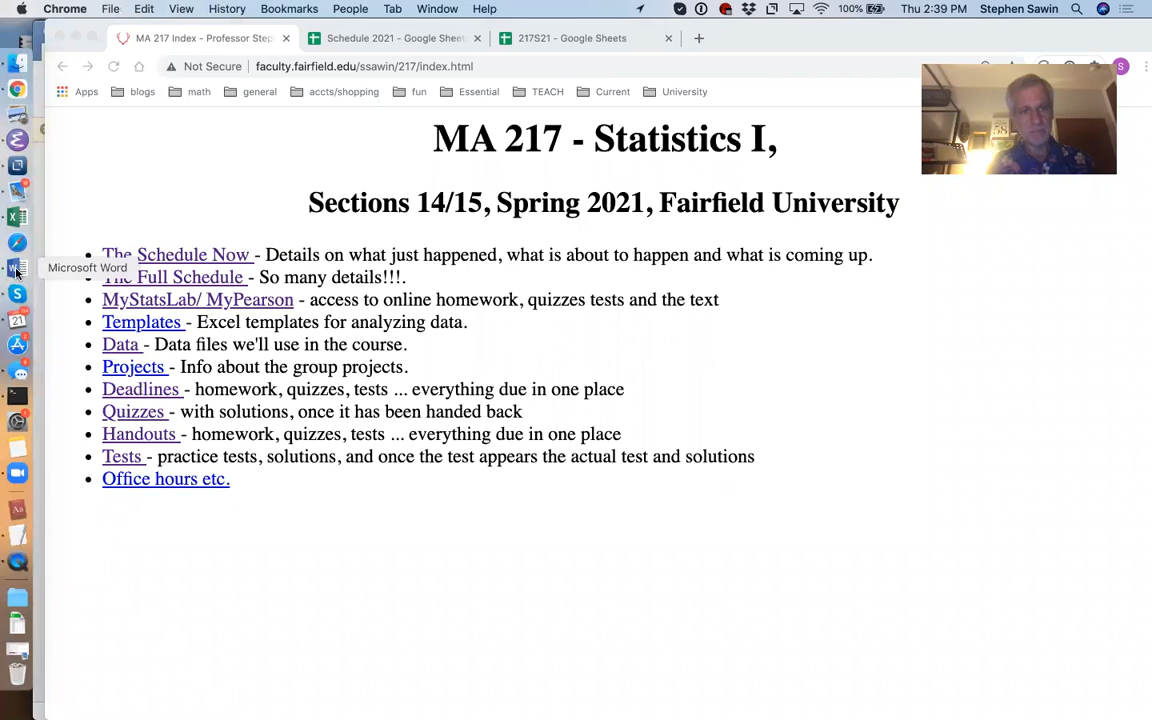 Chrome File Edit View History Bookmarks People Tab Window Help 100% Thu 2:39 PM Stephen Sawin
MA 217 Index - Professor Step Schedule 2021 - Google Sheet 217S21 - Google Sheets
Not Secure faculty.fairfield.edu/ssawin/217/index.html
Apps blogs math general accts/shopping fun Essential TEACH Current University
MA 217 - Statistics I,
Sections 14/15, Spring 2021, Fairfield University
The Schedule Now - Details on what just happened, what is about to happen and what is coming up.
Microsoft Word
The Full Schedule - So many details!!!.
MyStatsLab/ MyPearson - access to online homework, quizzes tests and the text
Templates - Excel templates for analyzing data.
Data - Data files we'll use in the course.
Projects - Info about the group projects.
Deadlines - homework, quizzes, tests ... everything due in one place
Quizzes - with solutions, once it has been handed back
Handouts - homework, quizzes, tests ... everything due in one place
Tests - practice tests, solutions, and once the test appears the actual test and solutions
Office hours etc.